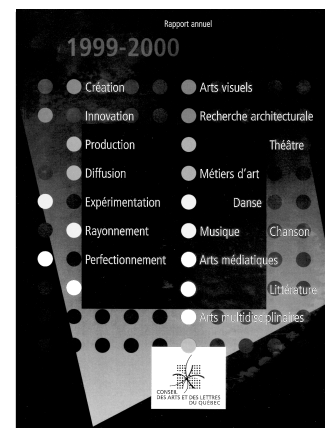 Rapport annuel
1999-2000
Création
Innovation
Production
Diffusion
Expérimentation
Rayonnement
Perfectionnement
Arts visuels
Recherche architecturale
Théâtre
Métiers d'art
Danse
Musique
Chanson
Arts médiatiques
Littérature
Arts multidisciplinaires
CONSEIL
DES ARTS ET DES LETTRES
DU QUÉBEC